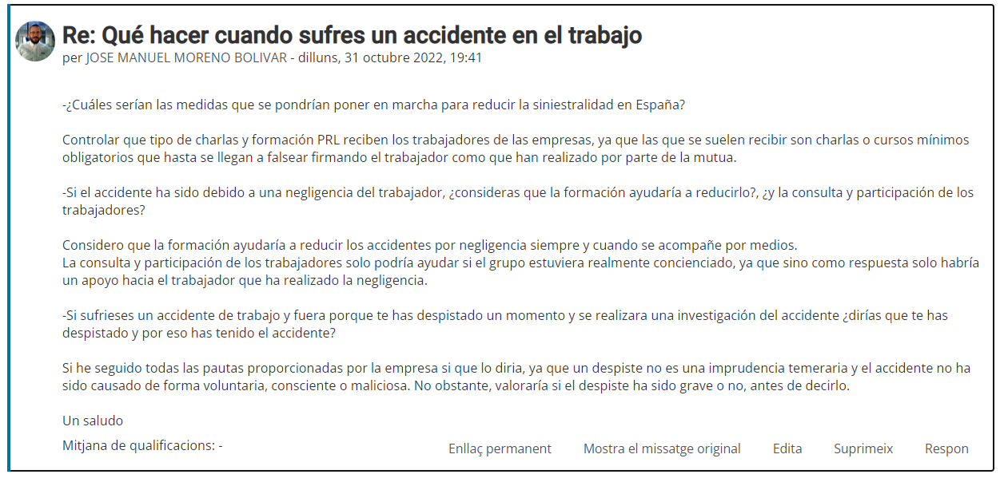 Re: Qué hacer cuando sufres un accidente en el trabajo
per JOSE MANUEL MORENO BOLIVAR - dilluns, 31 octubre 2022, 19:41
-¿Cuáles serían las medidas que se pondrían poner en marcha para reducir la siniestralidad en España?
Controlar que tipo de charlas y formación PRL reciben los trabajadores de las empresas, ya que las que se suelen recibir son charlas o cursos mínimos
obligatorios que hasta se llegan a falsear firmando el trabajador como que han realizado por parte de la mutua.
-Si el accidente ha sido debido a una negligencia del trabajador, ¿consideras que la formación ayudaría a reducirlo?, ¿y la consulta y participación de los
trabajadores?
Considero que la formación ayudaría a reducir los accidentes por negligencia siempre y cuando se acompañe por medios.
La consulta y participación de los trabajadores solo podría ayudar si el grupo estuviera realmente concienciado, ya que sino como respuesta solo habría
un apoyo hacia el trabajador que ha realizado la negligencia.
-Si sufrieses un accidente de trabajo y fuera porque te has despistado un momento y se realizara una investigación del accidente ¿dirías que te has
despistado y por eso has tenido el accidente?
Si he seguido todas las pautas proporcionadas por la empresa si que lo diria, ya que un despiste no es una imprudencia temeraria y el accidente no ha
sido causado de forma voluntaria, consciente o maliciosa. No obstante, valoraría si el despiste ha sido grave o no, antes de decirlo.
Un saludo
Mitjana de qualificacions: -
Enllaç permanent Mostra el missatge original Edita Suprimeix Respon